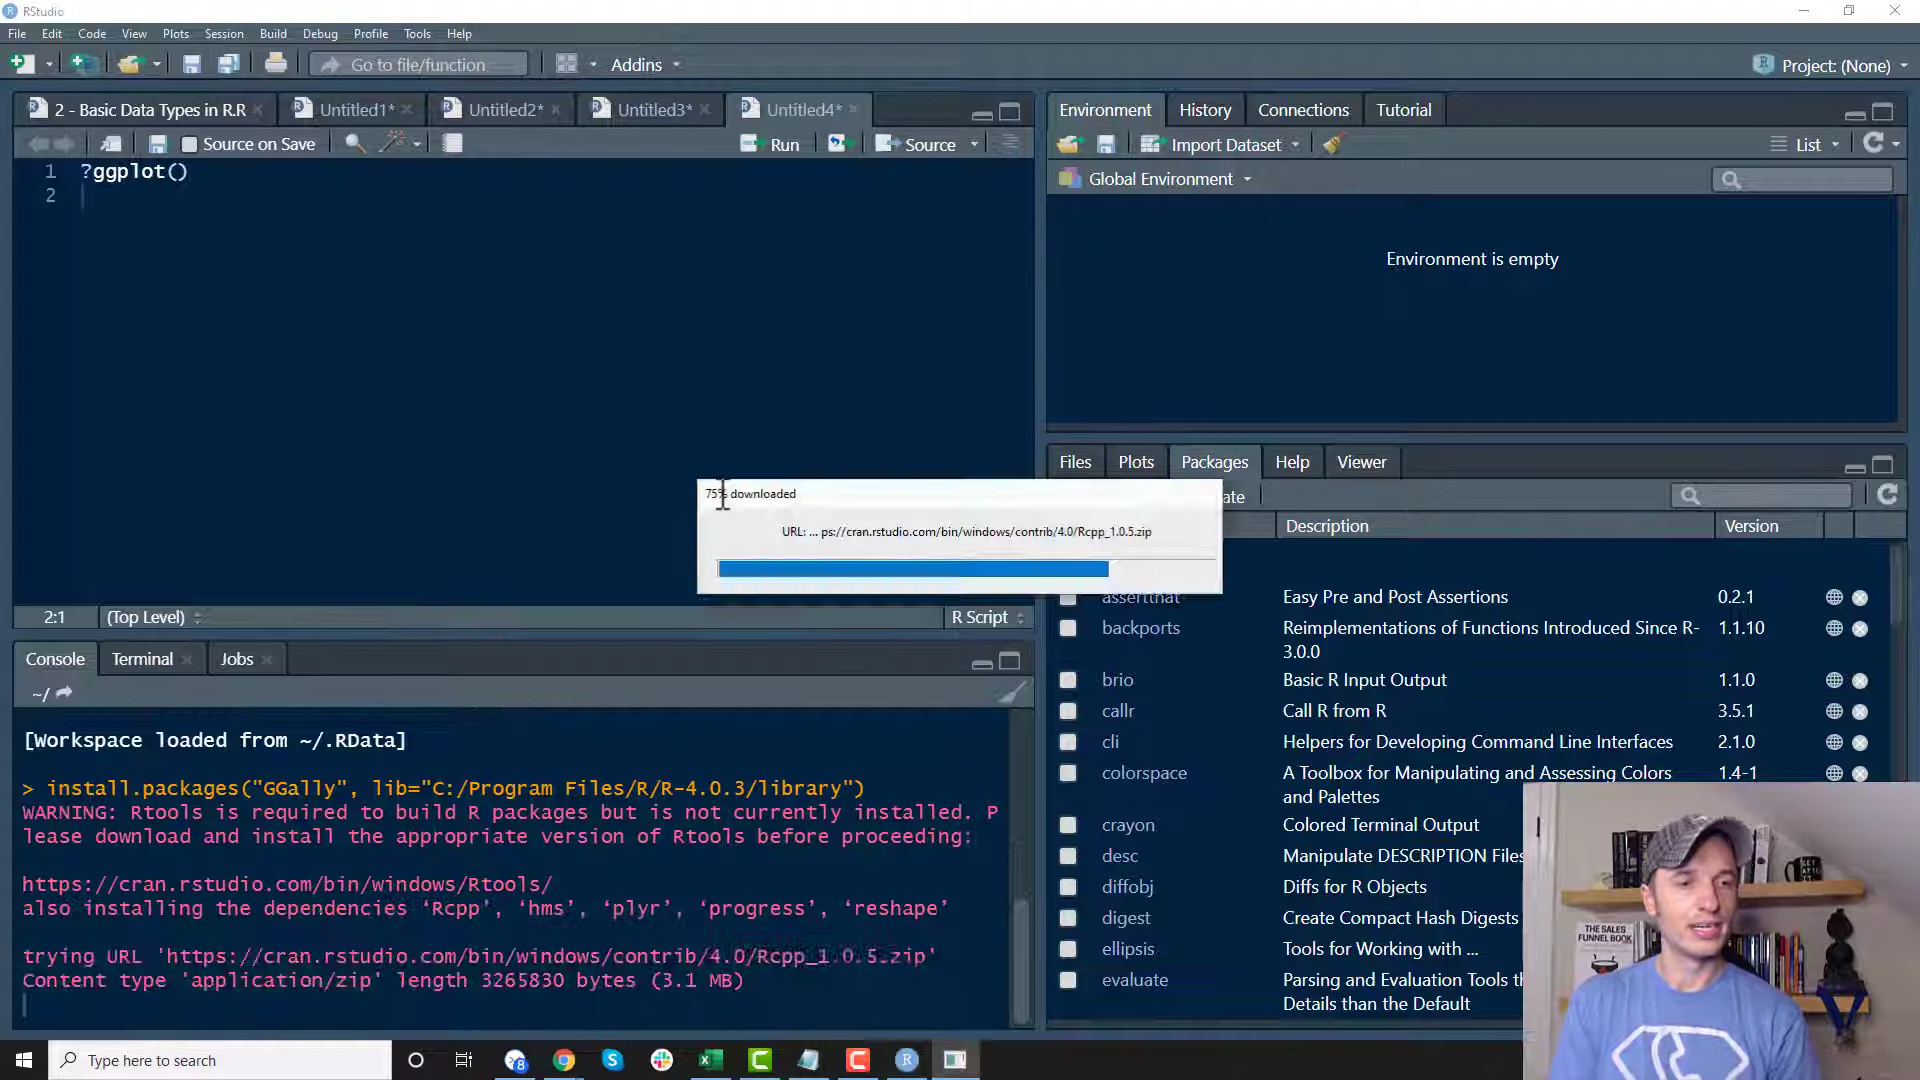 RStudio
File Edit Code View Plots Session Build Debug Profile Tools Help
Go to file/function Addins Project: (None)
2 - Basic Data Types in R.R Untitled1* Untitled2* Untitled3* Untitled4*
Source on Save Run Source
1 ?ggplot()
2
2:1 (Top Level) R Script
Console Terminal Jobs
~/
[Workspace loaded from ~/.RData]
> install.packages("GGally", lib="C:/Program Files/R/R-4.0.3/library")
WARNING: Rtools is required to build R packages but is not currently installed. P
lease download and install the appropriate version of Rtools before proceeding:
https://cran.rstudio.com/bin/windows/Rtools/
also installing the dependencies ‘Rcpp’, ‘hms’, ‘plyr’, ‘progress’, ‘reshape’
trying URL 'https://cran.rstudio.com/bin/windows/contrib/4.0/Rcpp_1.0.5.zip'
Content type 'application/zip' length 3265830 bytes (3.1 MB)
Environment History Connections Tutorial
Import Dataset List
Global Environment
Environment is empty
Files Plots Packages Help Viewer
ate
Description Version
75% downloaded
URL: ... ps://cran.rstudio.com/bin/windows/contrib/4.0/Rcpp_1.0.5.zip
assertthat Easy Pre and Post Assertions 0.2.1
backports Reimplementations of Functions Introduced Since R- 1.1.10
3.0.0
brio Basic R Input Output 1.1.0
callr Call R from R 3.5.1
cli Helpers for Developing Command Line Interfaces 2.1.0
colorspace A Toolbox for Manipulating and Assessing Colors 1.4-1
and Palettes
crayon Colored Terminal Output
desc Manipulate DESCRIPTION Files
diffobj Diffs for R Objects
digest Create Compact Hash Digests
ellipsis Tools for Working with ...
evaluate Parsing and Evaluation Tools th
Details than the Default
THE SALES
FUNNEL BOOK
Type here to search
8